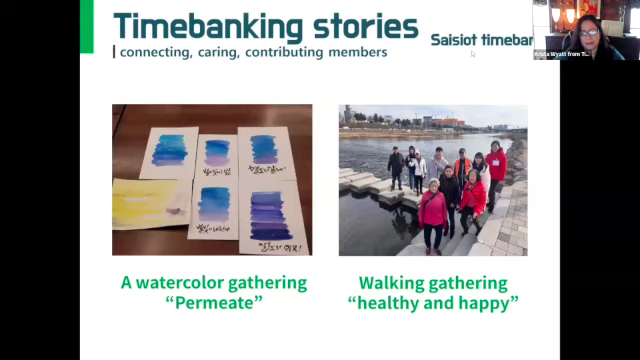 Timebanking stories
connecting, caring, contributing members
Saisiot timeban
Krista Wyatt from Ti...
A watercolor gathering
"Permeate"
Walking gathering
"healthy and happy"